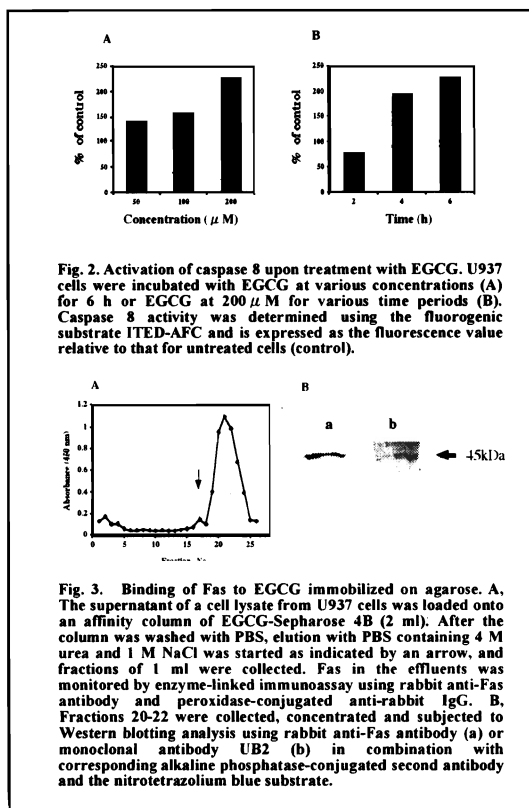 A
B
250
200
150
100
50
0
% of control
50 100 200
Concentration ( μ M)
250
200
150
100
50
0
% of control
2 4 6
Time (h)
Fig. 2. Activation of caspase 8 upon treatment with EGCG. U937
cells were incubated with EGCG at various concentrations (A)
for 6 h or EGCG at 200 μ M for various time periods (B).
Caspase 8 activity was determined using the fluorogenic
substrate ITED-AFC and is expressed as the fluorescence value
relative to that for untreated cells (control).
A
B
1.2
1
0.8
0.6
0.4
0.2
0
Absorbance (450 nm)
0 5 10 15 20 25
Fraction No
a b
45kDa
Fig. 3. Binding of Fas to EGCG immobilized on agarose. A,
The supernatant of a cell lysate from U937 cells was loaded onto
an affinity column of EGCG-Sepharose 4B (2 ml). After the
column was washed with PBS, elution with PBS containing 4 M
urea and 1 M NaCl was started as indicated by an arrow, and
fractions of 1 ml were collected. Fas in the effluents was
monitored by enzyme-linked immunoassay using rabbit anti-Fas
antibody and peroxidase-conjugated anti-rabbit IgG. B,
Fractions 20-22 were collected, concentrated and subjected to
Western blotting analysis using rabbit anti-Fas antibody (a) or
monoclonal antibody UB2 (b) in combination with
corresponding alkaline phosphatase-conjugated second antibody
and the nitrotetrazolium blue substrate.